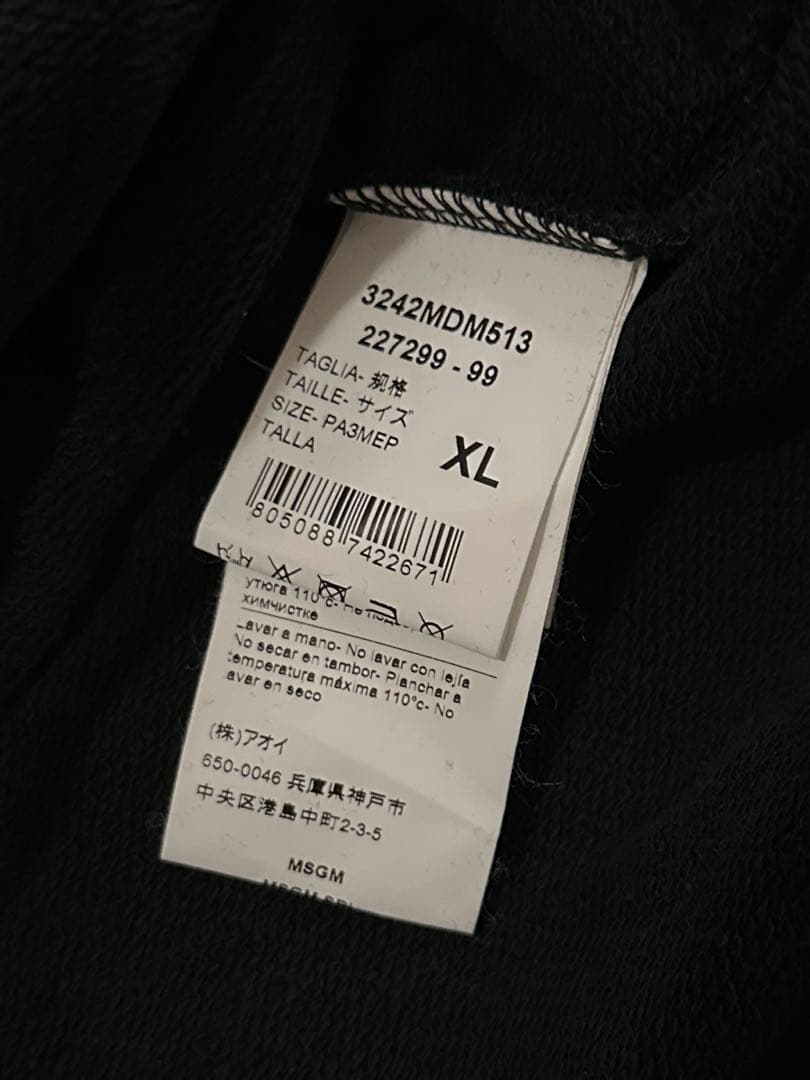 3242MDM513
227299 - 99
TAGLIA- 规格
TAILLE- サイズ
SIZE- РАЗМЕР
TALLA
XL
805088 7422671
утюга 110°c-
химчистке
Lavar a mano- No lavar con lejía
No secar en tambor- Planchar a
temperatura máxima 110°c- No
avar en seco
(株)アオイ
650-0046 兵庫県神戸市
中央区港島中町2-3-5
MSGM